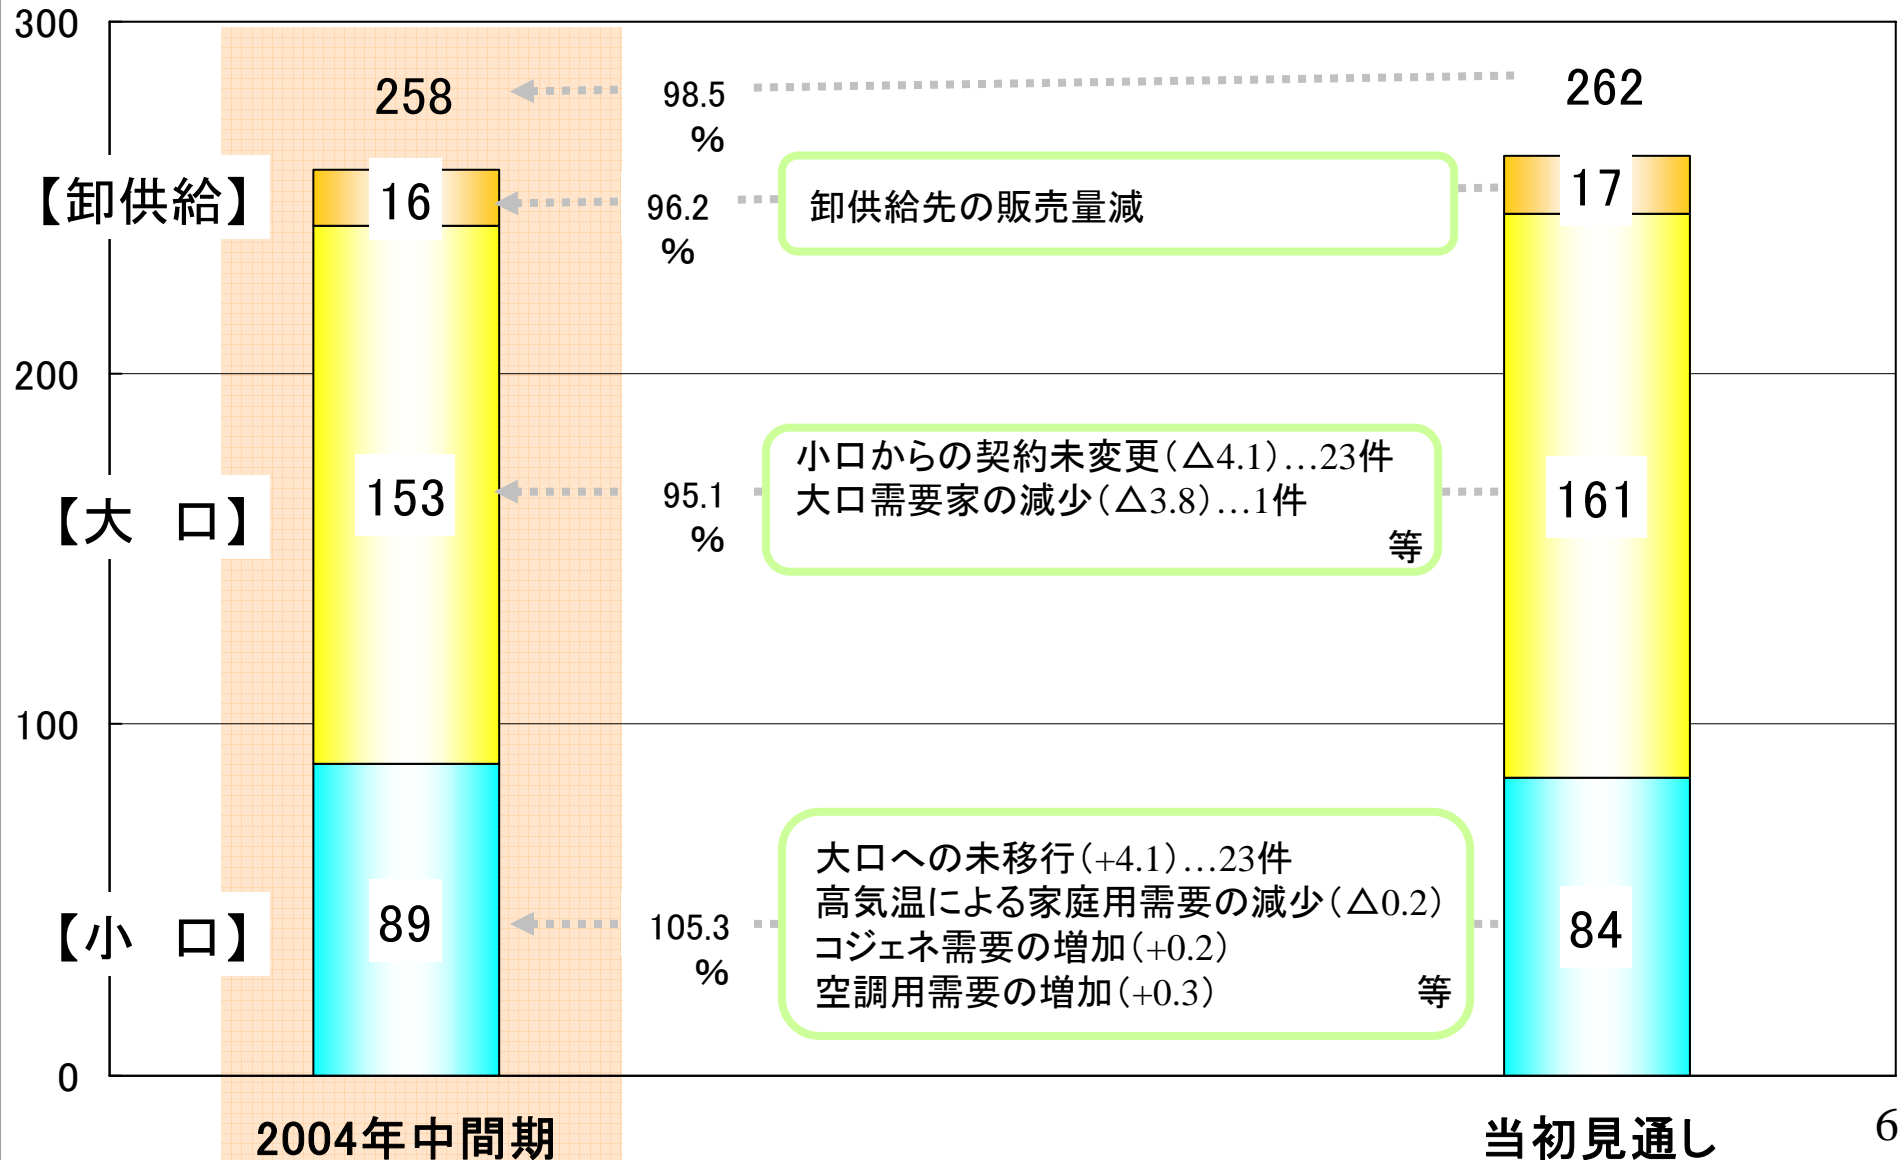 300
258
98.5
%
262
【卸供給】
16
96.2
%
卸供給先の販売量減
17
200
【大　口】
153
95.1
%
小口からの契約未変更(△4.1)…23件
大口需要家の減少(△3.8)…1件
等
161
100
【小　口】
89
105.3
%
大口への未移行(+4.1)…23件
高気温による家庭用需要の減少(△0.2)
コジェネ需要の増加(+0.2)
空調用需要の増加(+0.3)　等
84
0
2004年中間期
当初見通し
6